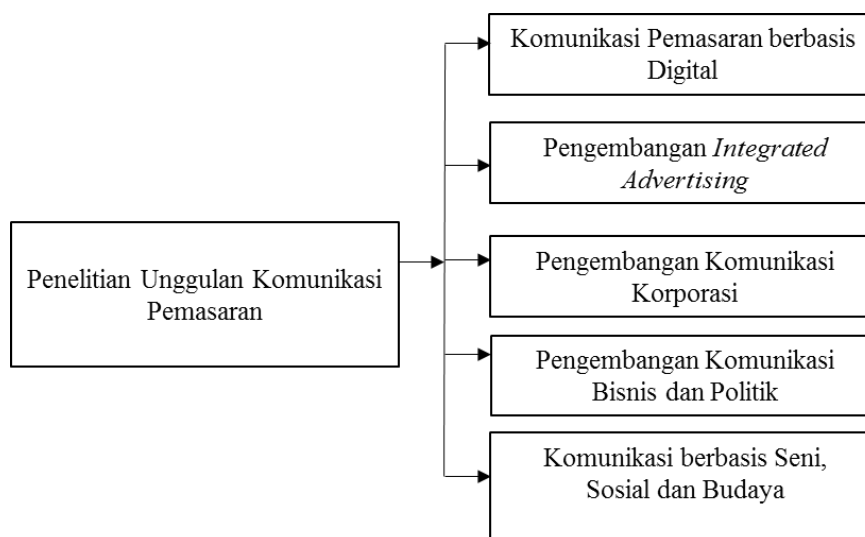 Komunikasi Pemasaran berbasis
Digital
Pengembangan Integrated
Advertising
Penelitian Unggulan Komunikasi
Pemasaran
Pengembangan Komunikasi
Korporasi
Pengembangan Komunikasi
Bisnis dan Politik
Komunikasi berbasis Seni,
Sosial dan Budaya